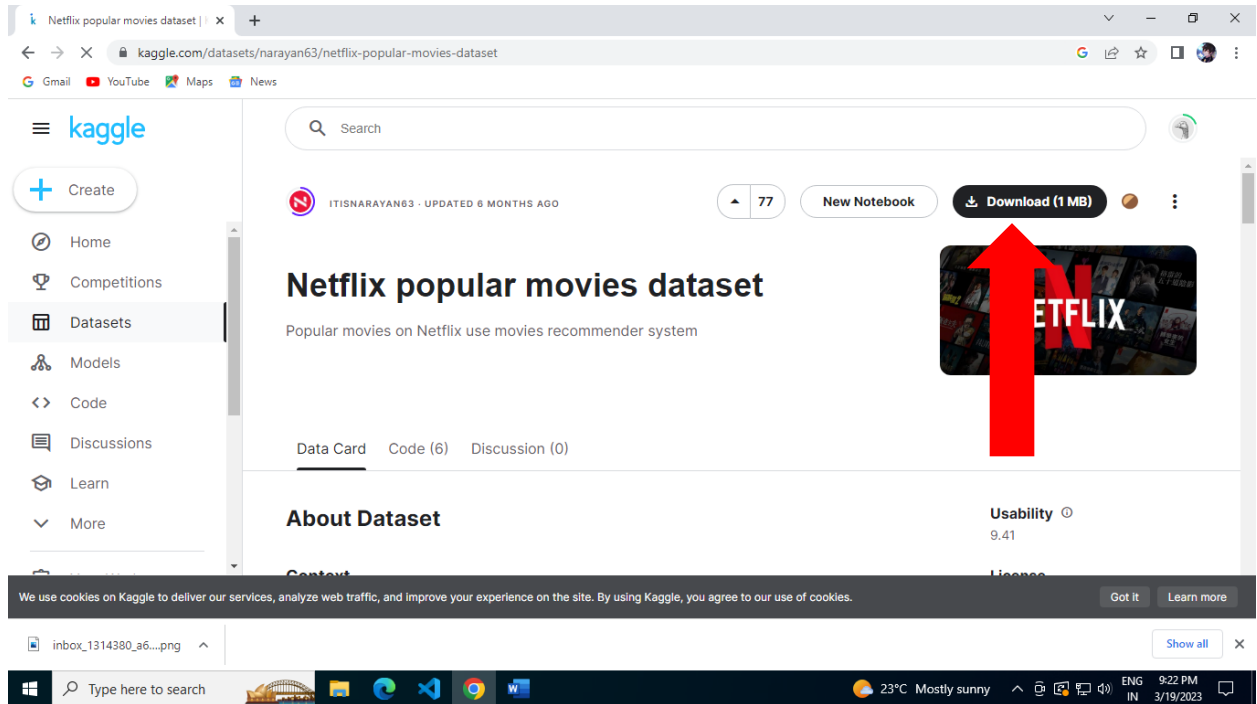 Netflix popular movies dataset |
kaggle.com/datasets/narayan63/netflix-popular-movies-dataset
Gmail YouTube Maps News
kaggle
Search
Create
ITISNARAYAN63 · UPDATED 6 MONTHS AGO
77
New Notebook
Download (1 MB)
Home
Competitions
Datasets
Models
Code
Discussions
Learn
More
Netflix popular movies dataset
Popular movies on Netflix use movies recommender system
NETFLIX
Data Card Code (6) Discussion (0)
About Dataset
Usability
9.41
Context
License
We use cookies on Kaggle to deliver our services, analyze web traffic, and improve your experience on the site. By using Kaggle, you agree to our use of cookies.
Got it Learn more
inbox_1314380_a6....png
Show all
Type here to search
23°C Mostly sunny
ENG
IN
9:22 PM
3/19/2023